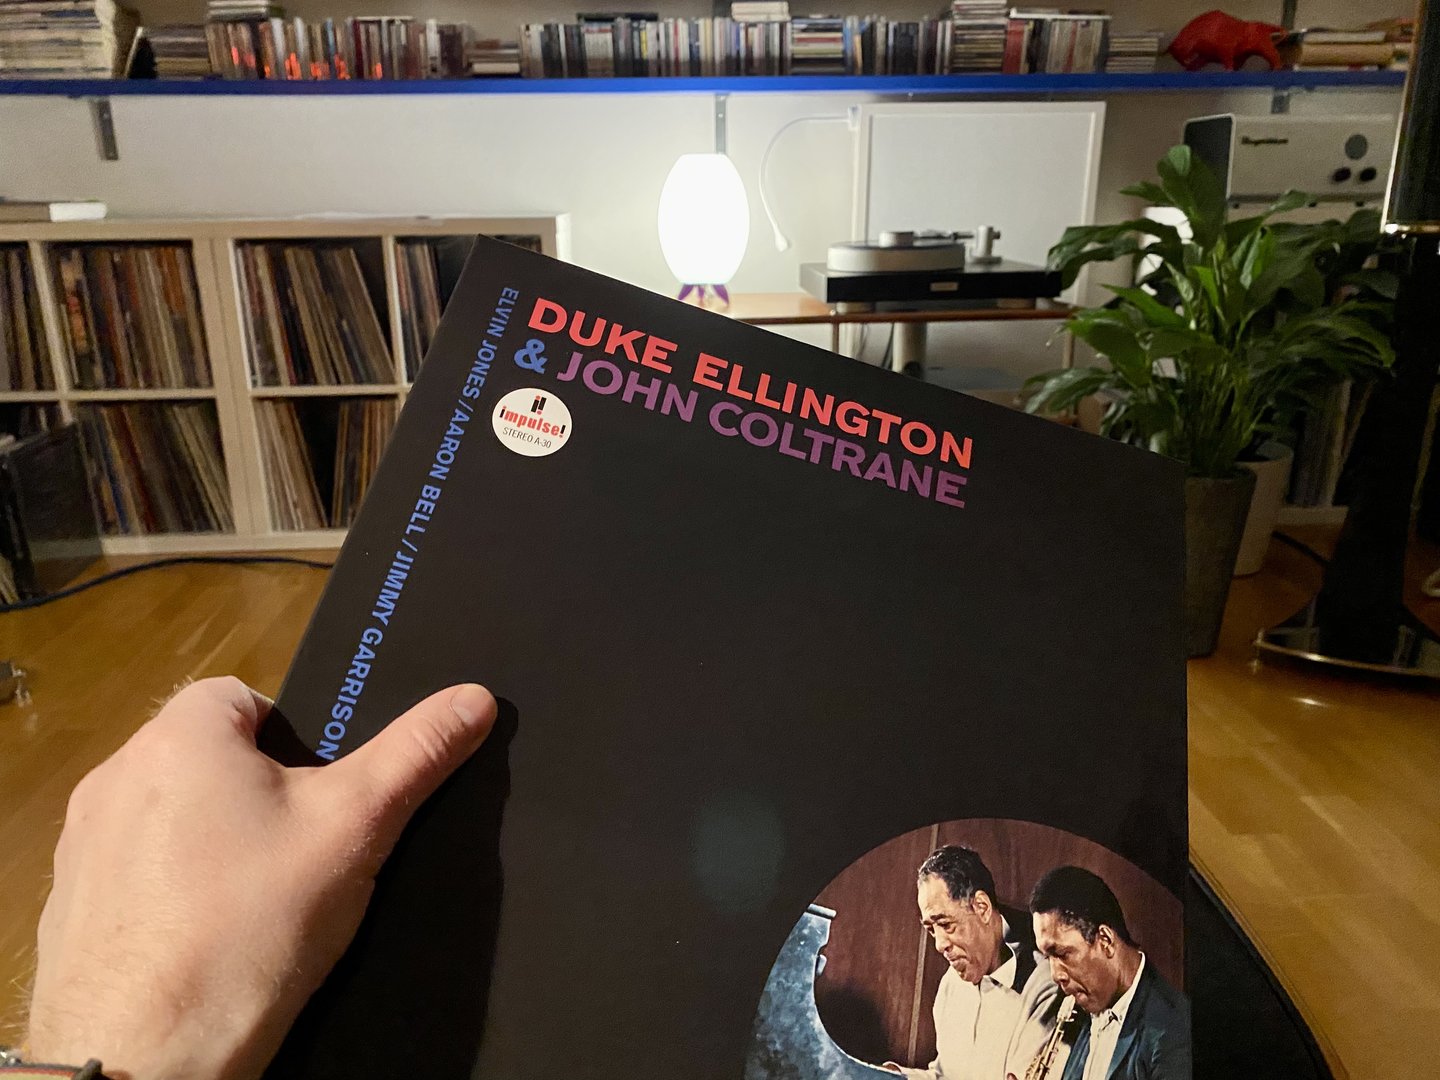 DUKE ELLINGTON
& JOHN COLTRANE
impulse!
STEREO A-30
ELVIN JONES/AARON BELL/JIMMY GARRISON